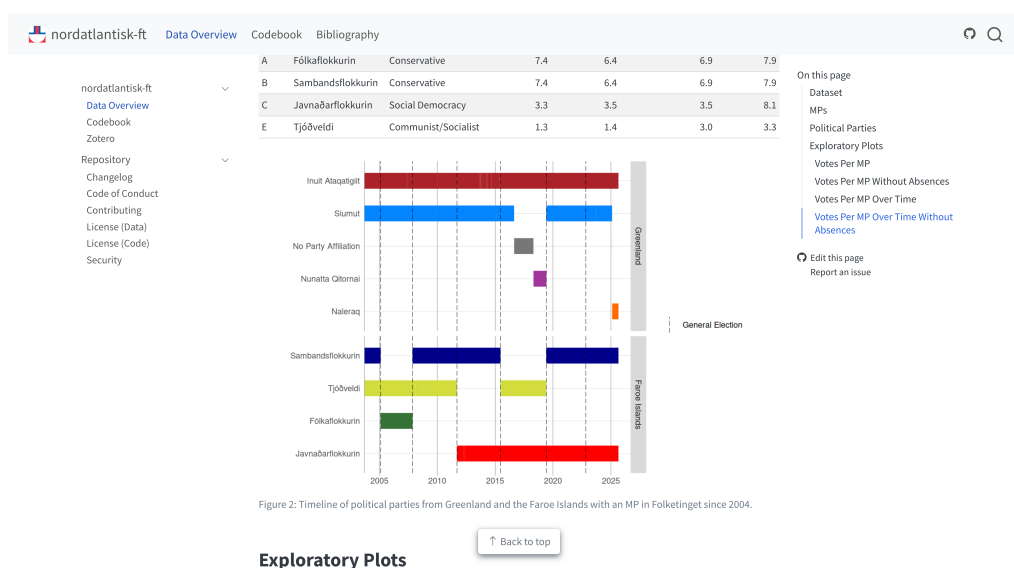 nordatlantisk-ft Data Overview Codebook Bibliography
nordatlantisk-ft
Data Overview
Codebook
Zotero
Repository
Changelog
Code of Conduct
Contributing
License (Data)
License (Code)
Security
A Fólkaflokkurin Conservative 7.4 6.4 6.9 7.9
B Sambandsflokkurin Conservative 7.4 6.4 6.9 7.9
C Javnaðarflokkurin Social Democracy 3.3 3.5 3.5 8.1
E Tjóðveldi Communist/Socialist 1.3 1.4 3.0 3.3
Inuit Ataqatigiit
Siumut
No Party Affiliation
Nunatta Qitornai
Naleraq
Greenland
Sambandsflokkurin
Tjóðveldi
Fólkaflokkurin
Javnaðarflokkurin
Faroe Islands
2005 2010 2015 2020 2025
General Election
Figure 2: Timeline of political parties from Greenland and the Faroe Islands with an MP in Folketinget since 2004.
↑ Back to top
Exploratory Plots
On this page
Dataset
MPs
Political Parties
Exploratory Plots
Votes Per MP
Votes Per MP Without Absences
Votes Per MP Over Time
Votes Per MP Over Time Without
Absences
Edit this page
Report an issue